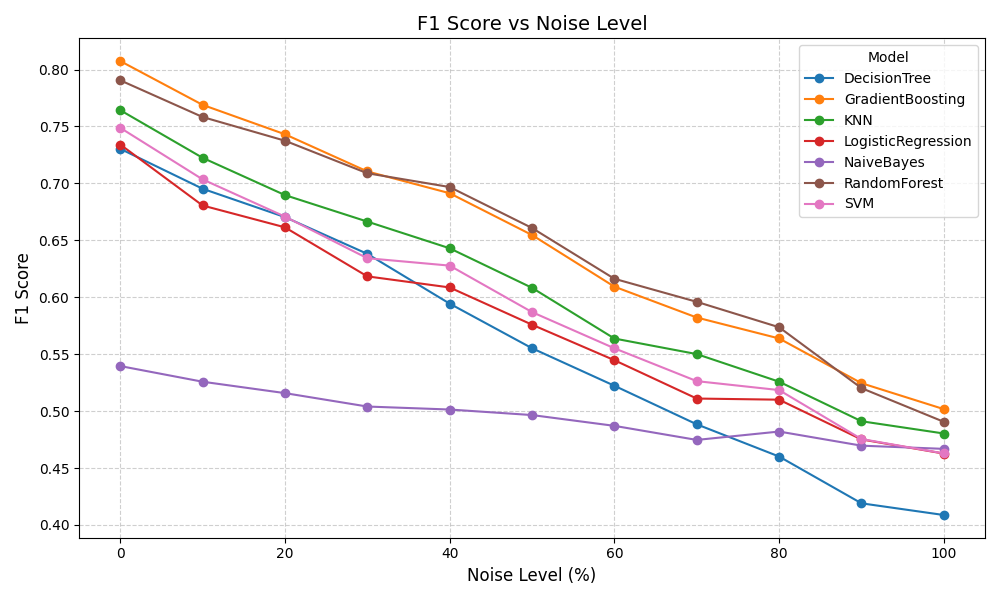 F1 Score vs Noise Level
Model
DecisionTree
GradientBoosting
KNN
LogisticRegression
NaiveBayes
RandomForest
SVM
F1 Score
0.80
0.75
0.70
0.65
0.60
0.55
0.50
0.45
0.40
0 20 40 60 80 100
Noise Level (%)